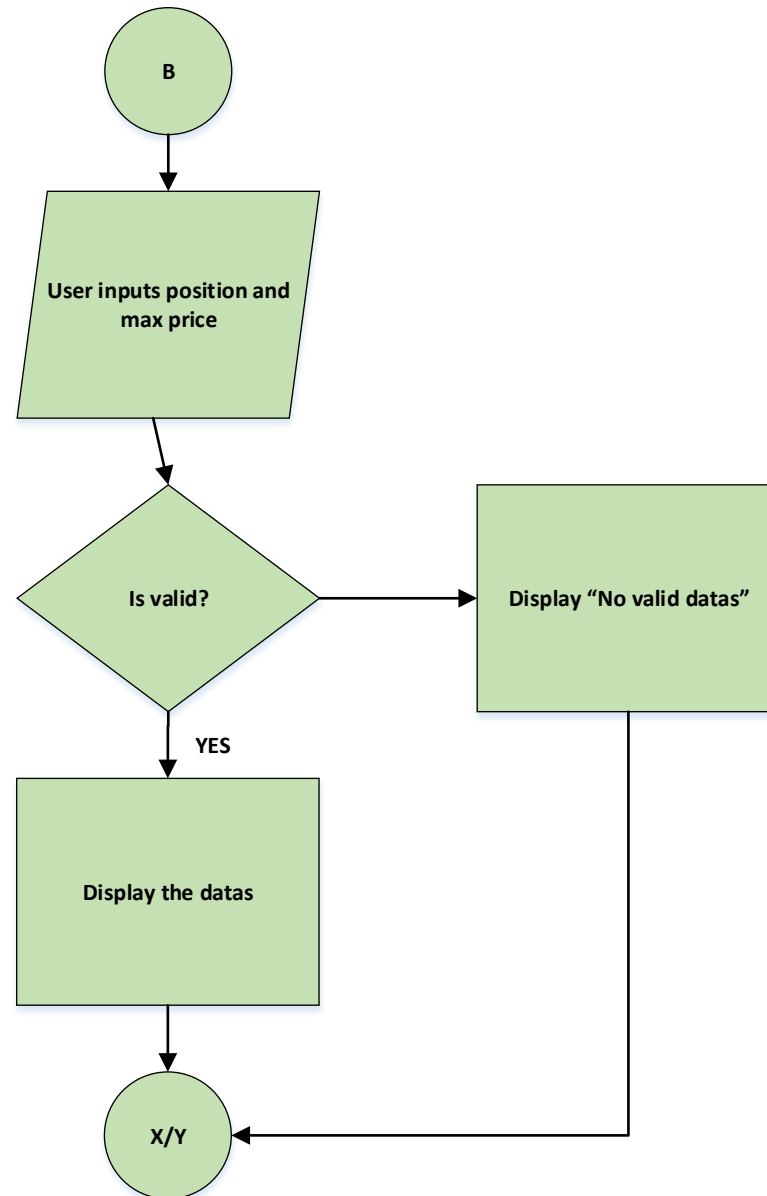 B
User inputs position and
max price
Is valid?
Display “No valid datas”
YES
Display the datas
X/Y